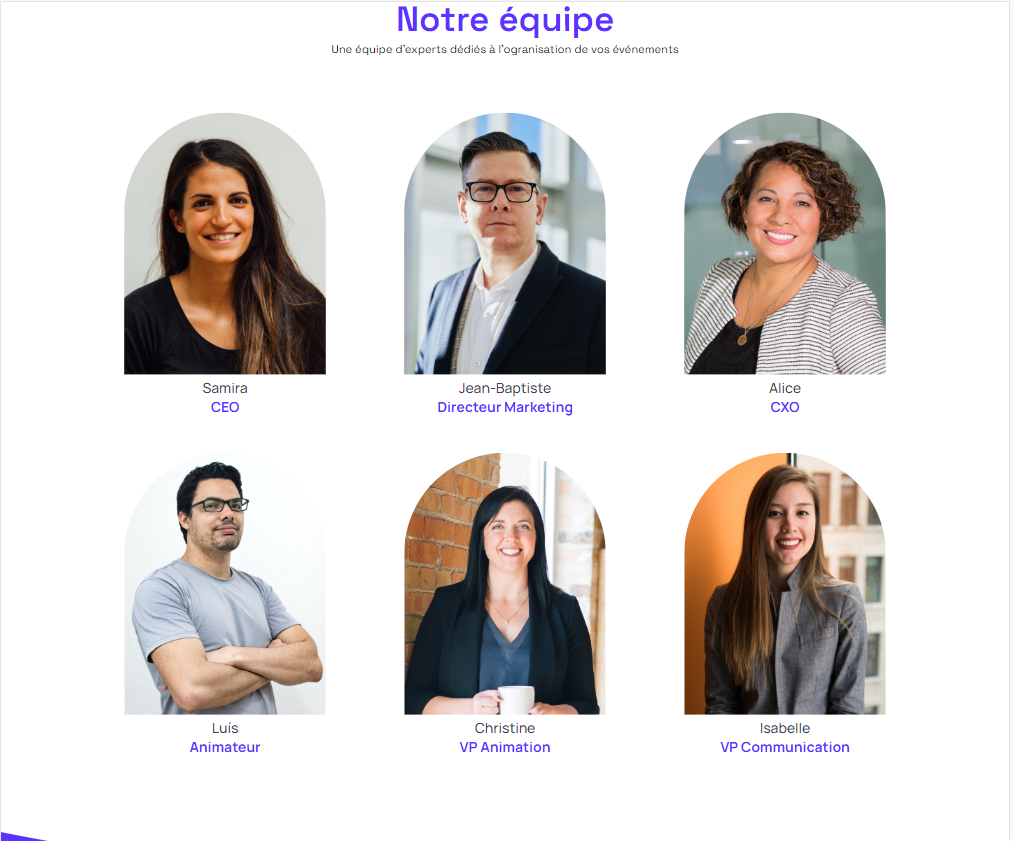 Notre équipe
Une équipe d'experts dédiés à l'ogranisation de vos événements
Samira
CEO
Jean-Baptiste
Directeur Marketing
Alice
CXO
Luís
Animateur
Christine
VP Animation
Isabelle
VP Communication